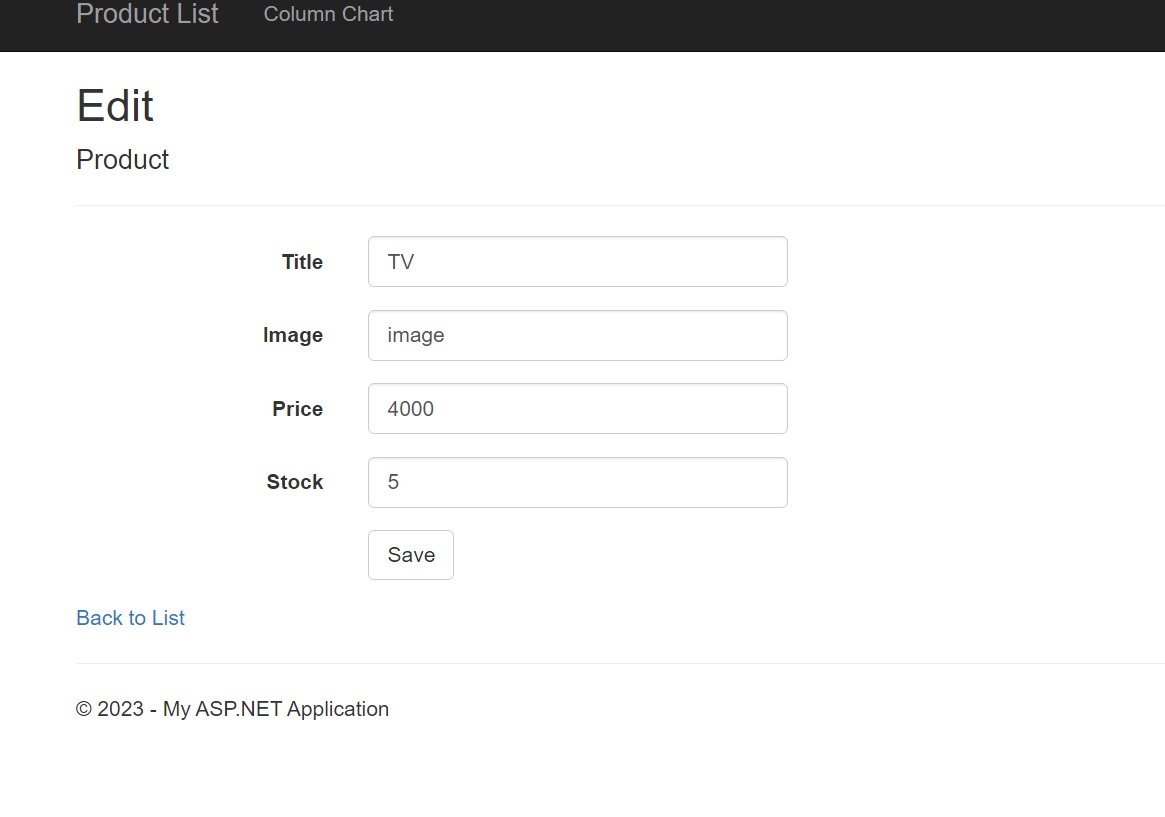 Product List Column Chart
Edit
Product
Title TV
Image image
Price 4000
Stock 5
Save
Back to List
© 2023 - My ASP.NET Application